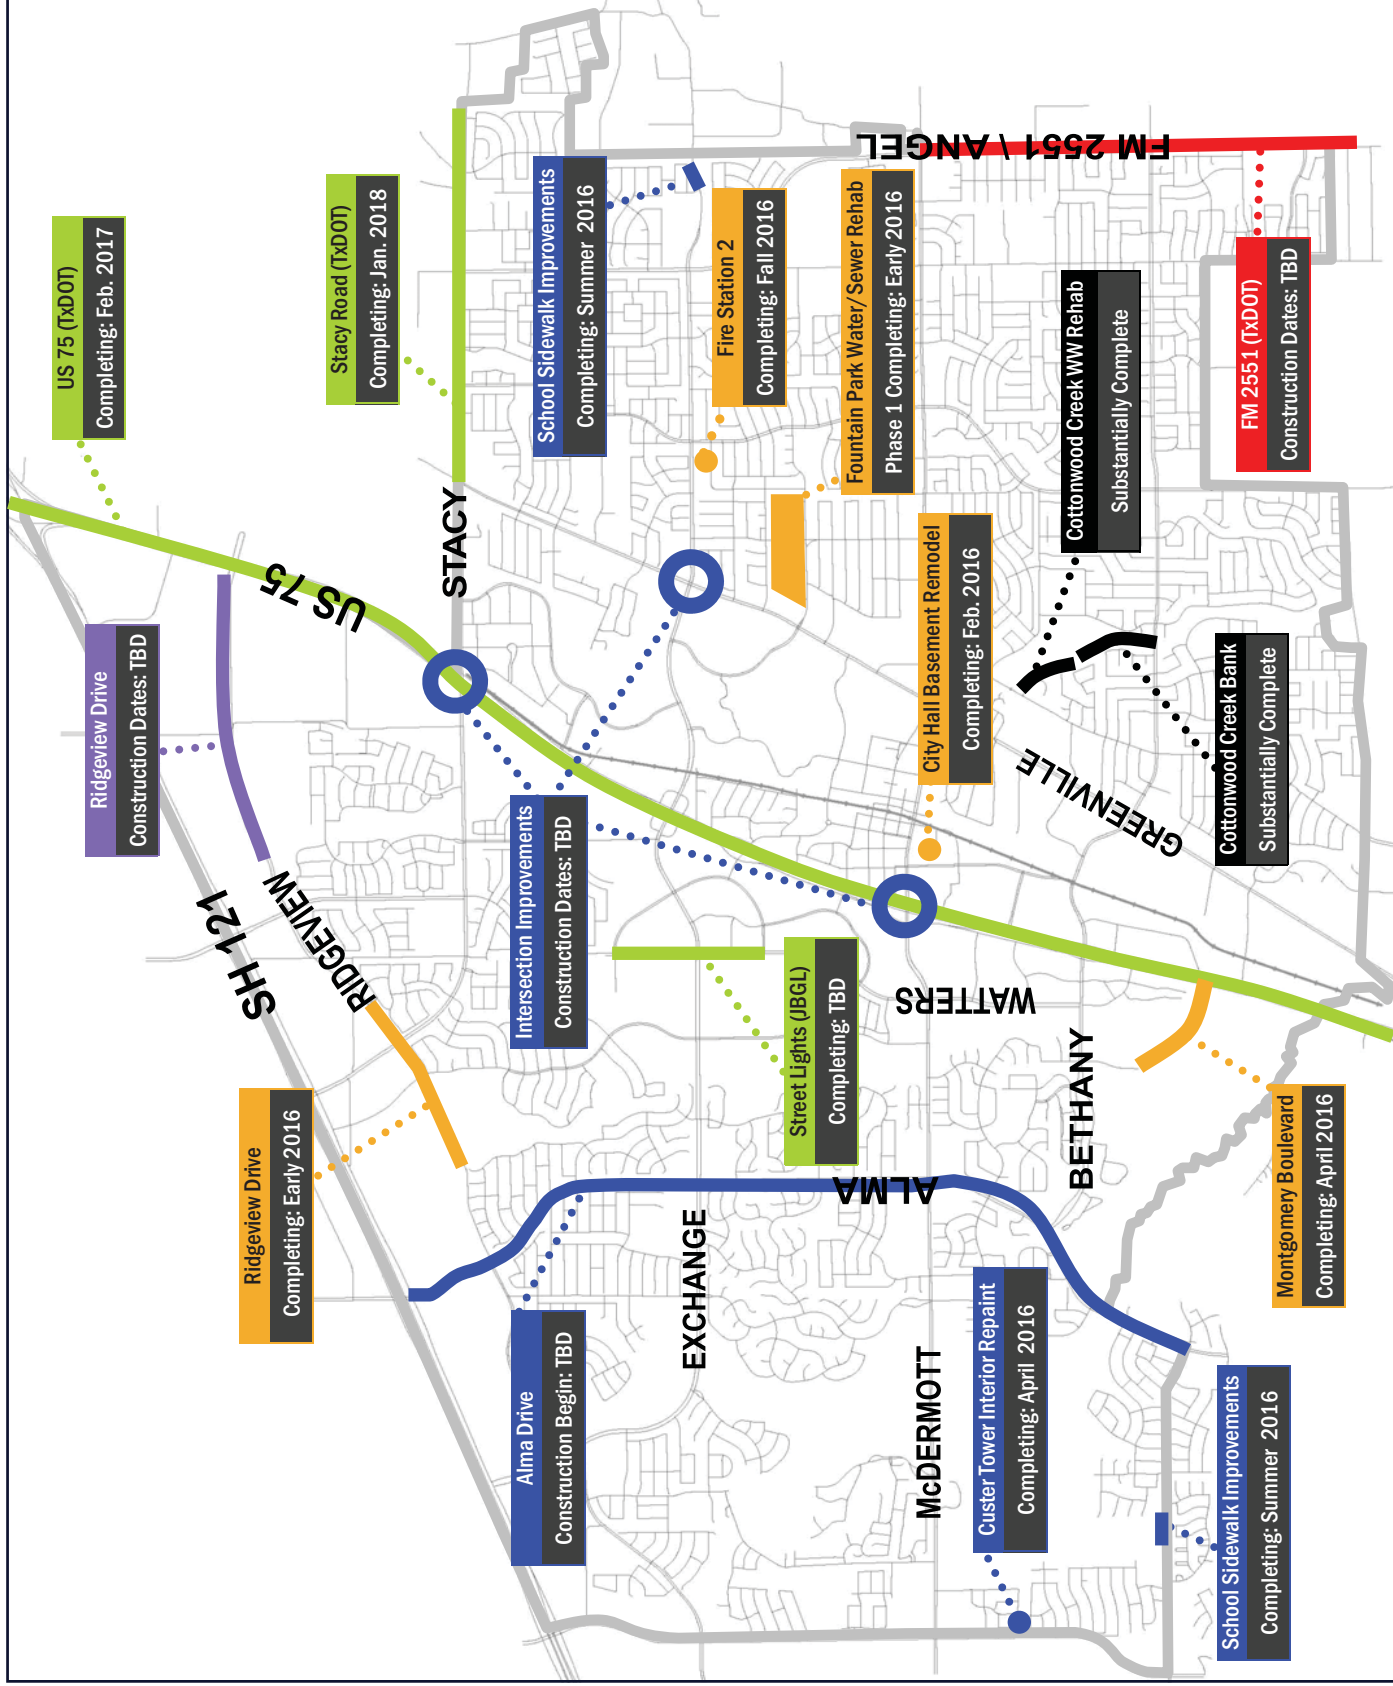 US 75 (TxDOT)
Completing: Feb. 2017
Stacy Road (TxDOT)
Completing: Jan. 2018
School Sidewalk Improvements
Completing: Summer 2016
Fire Station 2
Completing: Fall 2016
Fountain Park Water/Sewer Rehab
Phase 1 Completing: Early 2016
FM 2551 \ ANGEL
Cottonwood Creek WW Rehab
Substantially Complete
FM 2551 (TxDOT)
Construction Dates: TBD
US 75
STACY
Ridgeview Drive
Construction Dates: TBD
City Hall Basement Remodel
Completing: Feb. 2016
Cottonwood Creek Bank
Substantially Complete
GREENVILLE
SH 121
RIDGEVIEW
Intersection Improvements
Construction Dates: TBD
Street Lights (JBGL)
Completing: TBD
WATTERS
BETHANY
Ridgeview Drive
Completing: Early 2016
ALMA
Montgomery Boulevard
Completing: April 2016
EXCHANGE
Alma Drive
Construction Begin: TBD
McDERMOTT
Custer Tower Interior Repaint
Completing: April 2016
School Sidewalk Improvements
Completing: Summer 2016